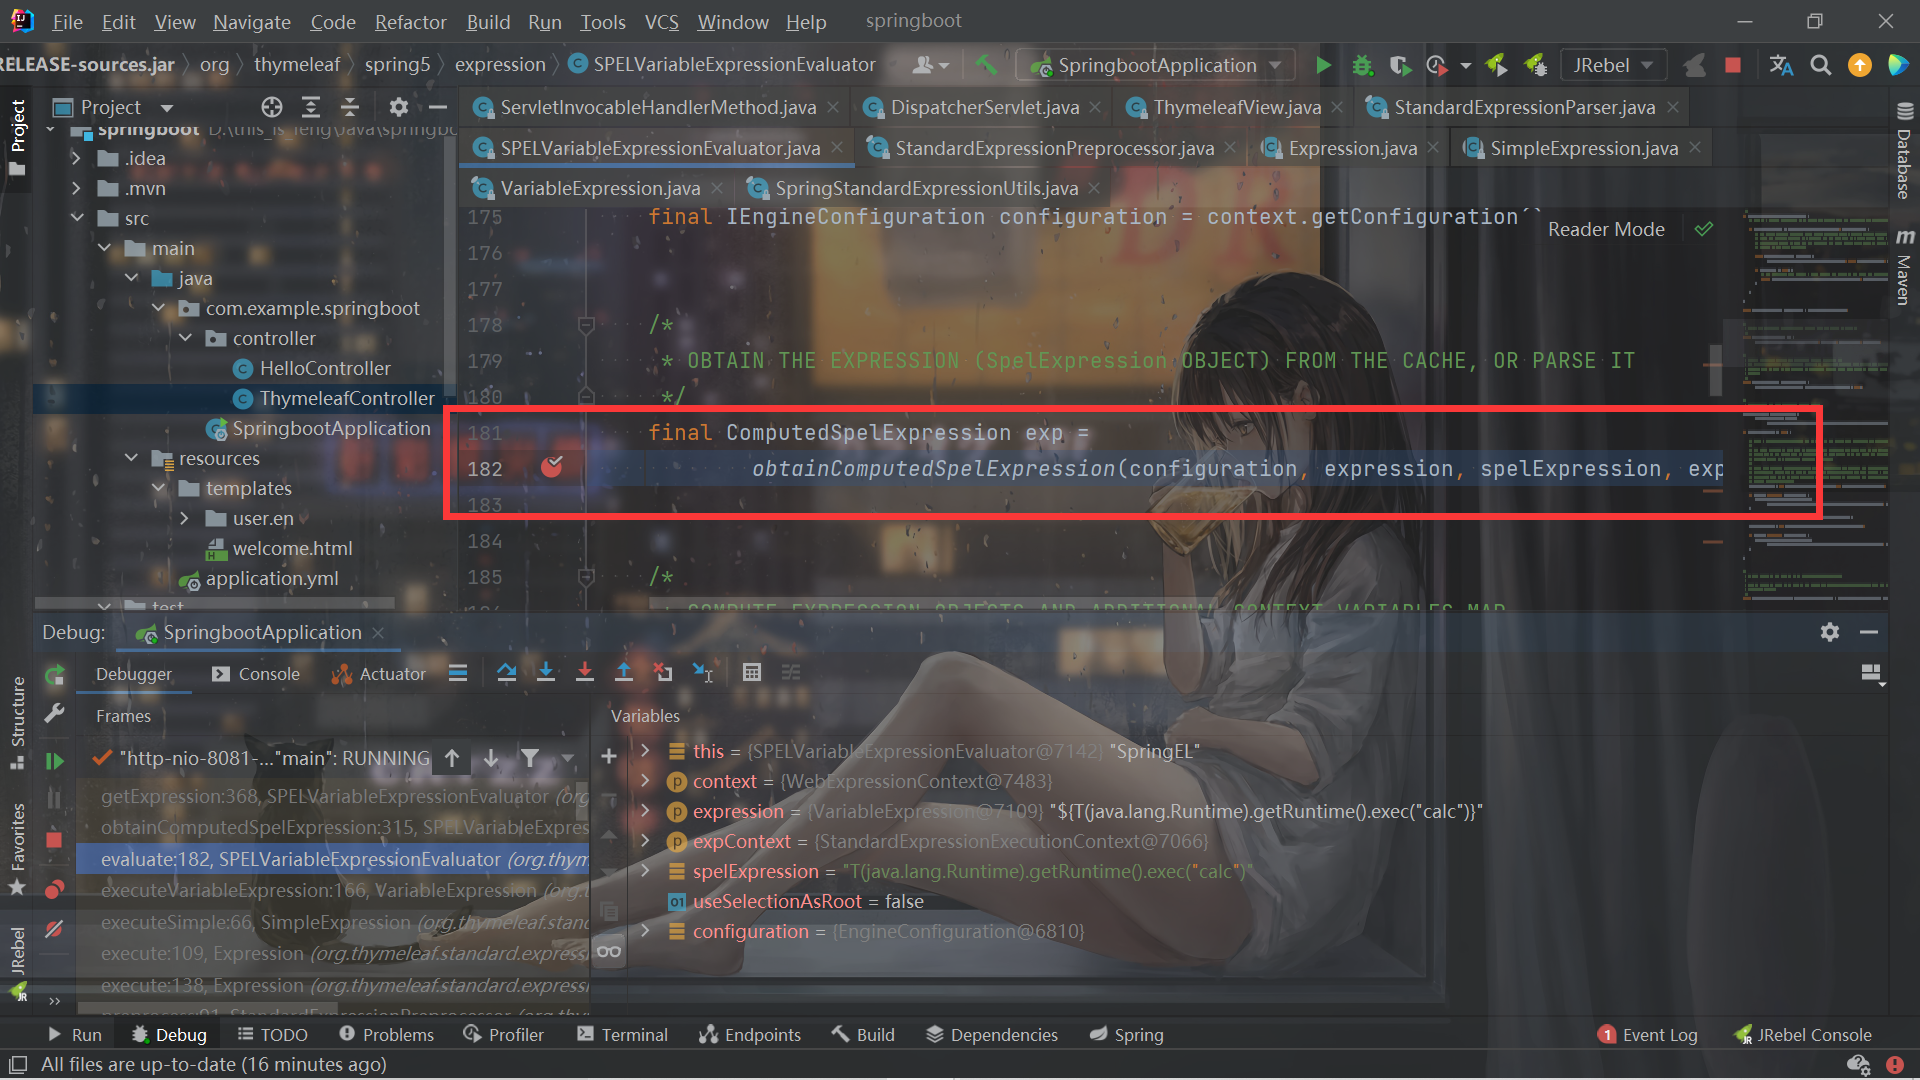 File Edit View Navigate Code Refactor Build Run Tools VCS Window Help springboot
RELEASE-sources.jar org thymeleaf spring5 expression SPELVariableExpressionEvaluator SpringbootApplication JRebel
Project
Project
ServletInvocableHandlerMethod.java DispatcherServlet.java ThymeleafView.java StandardExpressionParser.java
SPELVariableExpressionEvaluator.java StandardExpressionPreprocessor.java Expression.java SimpleExpression.java
VariableExpression.java SpringStandardExpressionUtils.java
springboot
.idea
.mvn
src
main
java
com.example.springboot
controller
HelloController
ThymeleafController
SpringbootApplication
resources
templates
user.en
welcome.html
application.yml
test
175 final IEngineConfiguration configuration = context.getConfiguration
Reader Mode
176
177
178 /*
179 * OBTAIN THE EXPRESSION (SpelExpression OBJECT) FROM THE CACHE, OR PARSE IT
180 */
181 final ComputedSpelExpression exp =
182 obtainComputedSpelExpression(configuration, expression, spelExpression, exp
183
184
185 /*
COMPUTE EXPRESSION OBJECTS AND ADDITIONAL CONTEXT VARIABLES MAP
Database
Maven
Debug: SpringbootApplication
Debugger Console Actuator
Frames
Variables
"http-nio-8081-..."main": RUNNING
getExpression:368, SPELVariableExpressionEvaluator (org
obtainComputedSpelExpression:315, SPELVariableExpres
evaluate:182, SPELVariableExpressionEvaluator (org.thym
executeVariableExpression:166, VariableExpression (org.t
executeSimple:66, SimpleExpression (org.thymeleaf.stand
execute:109, Expression (org.thymeleaf.standard.express
execute:138, Expression (org.thymeleaf.standard.express
this = {SPELVariableExpressionEvaluator@7142} "SpringEL"
context = {WebExpressionContext@7483}
expression = {VariableExpression@7109} "${T(java.lang.Runtime).getRuntime().exec("calc")}"
expContext = {StandardExpressionExecutionContext@7066}
spelExpression = "T(java.lang.Runtime).getRuntime().exec("calc")"
useSelectionAsRoot = false
configuration = {EngineConfiguration@6810}
Structure
Favorites
JRebel
Run Debug TODO Problems Profiler Terminal Endpoints Build Dependencies Spring 1 Event Log JRebel Console
All files are up-to-date (16 minutes ago)